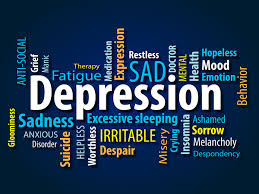 ANTI-SOCIAL
Grief
Manic
Therapy
Fatigue
Medication
Expression
Restless
SAD
DOCTOR
MENTAL
Health
Hopeless
Mood
Emotion
Behavior
Depression
Gloominess
Sadness
ANXIOUS
Disorder
Suicide
HELPLESS
Worthless
Excessive sleeping
IRRITABLE
Despair
Misery
Crying
Insomnia
Ashamed
Sorrow
Melancholy
Despondency